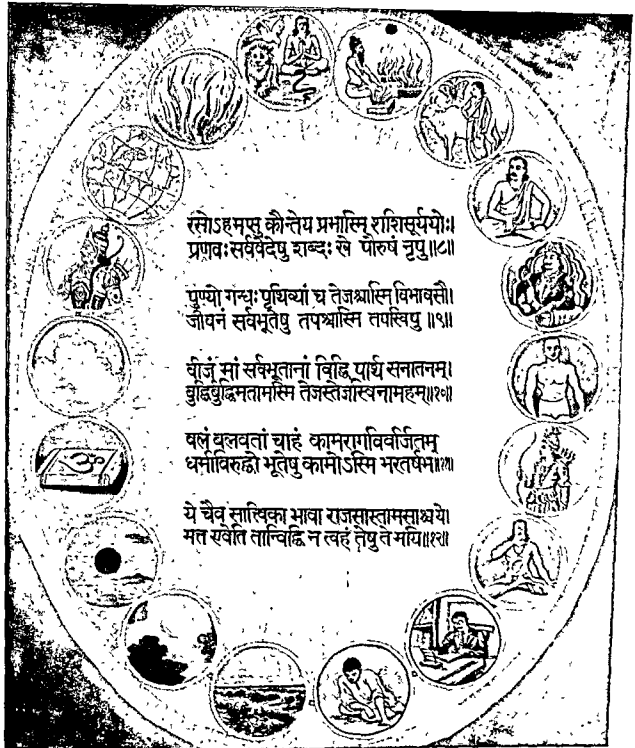 रसोऽहमप्सु कौन्तेय प्रभास्मि शशिसूर्ययोः।
प्रणवः सर्ववेदेषु शब्दः खे पौरुषं नृषु॥८॥
पुण्यो गन्धः पृथिव्यां च तेजश्चास्मि विभावसौ।
जीवनं सर्वभूतेषु तपश्चास्मि तपस्विषु॥९॥
बीजं मां सर्वभूतानां विद्धि पार्थ सनातनम्।
बुद्धिर्बुद्धिमतामस्मि तेजस्तेजस्विनामहम्॥१०॥
बलं बलवतां चाहं कामरागविवर्जितम्
धर्माविरुद्धो भूतेषु कामोऽस्मि भरतर्षभ॥११॥
ये चैव सात्त्विका भावा राजसास्तामसाश्च ये।
मत्त एवेति तान्विद्धि न त्वहं तेषु ते मयि॥१२॥
ॐ